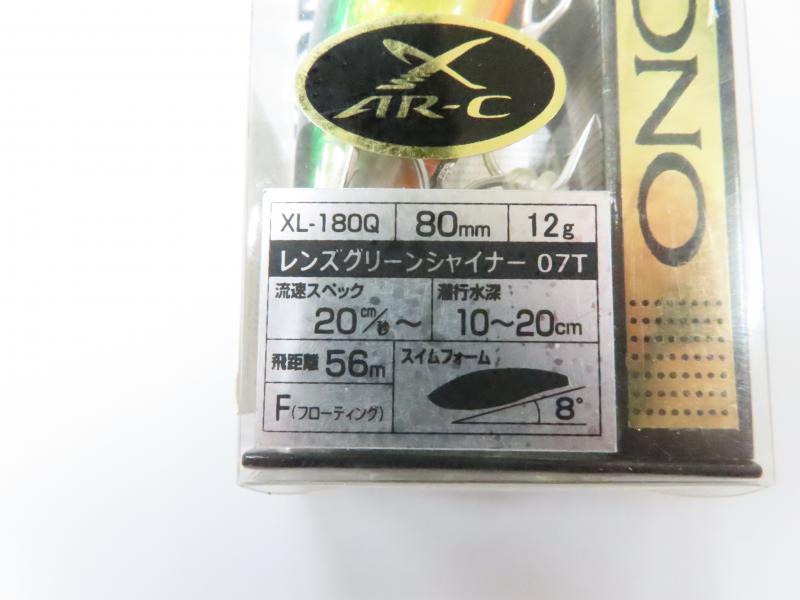 AR-C
ONO
XL-180Q 80mm 12g
レンズグリーンシャイナー 07T
流速スペック 潜行水深
20cm/秒〜 10〜20cm
飛距離 56m スイムフォーム
F(フローティング) 8°